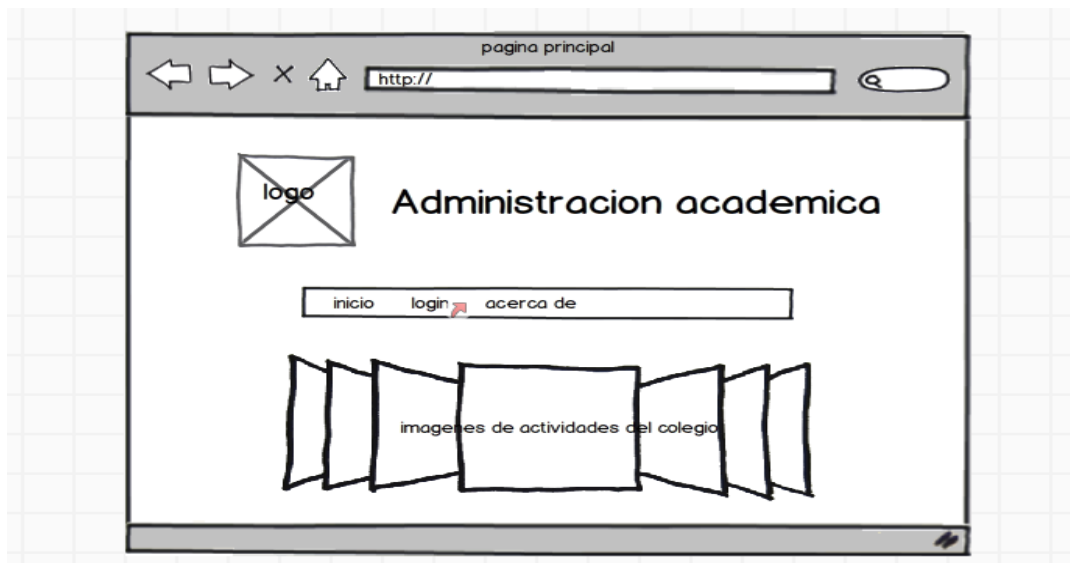 pagina principal
http://
logo
Administracion academica
inicio login acerca de
imagenes de actividades del colegio